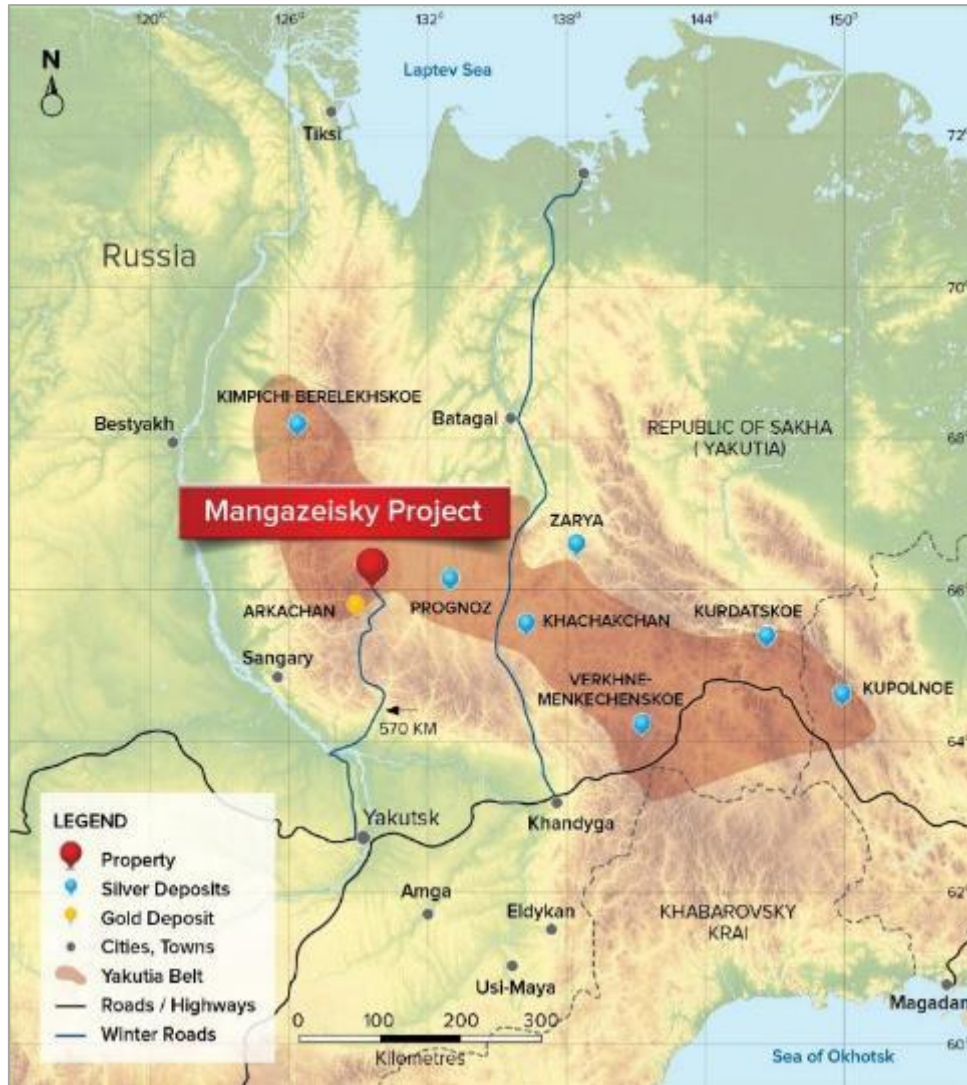 120°
126°
132°
138°
144°
150°
N
Laptev Sea
Tiksi
72°
Russia
70°
KIMPICHI-BERELEKHSKOE
Bestyakh
Batagai
REPUBLIC OF SAKHA
( YAKUTIA)
68°
Mangazeisky Project
ZARYA
66°
ARKACHAN
PROGNOZ
KHACHAKCHAN
KURDATSKOE
Sangary
VERKHNE-
MENKECHENSKOE
KUPOLNOE
570 KM
64°
LEGEND
Property
Silver Deposits
Gold Deposit
Cities, Towns
Yakutia Belt
Roads / Highways
Winter Roads
Yakutsk
Khandyga
62°
Amga
Eldykan
KHABAROVSKY
KRAI
Usi-Maya
Magadan
0 100 200 300
Kilometres
60°
Sea of Okhotsk